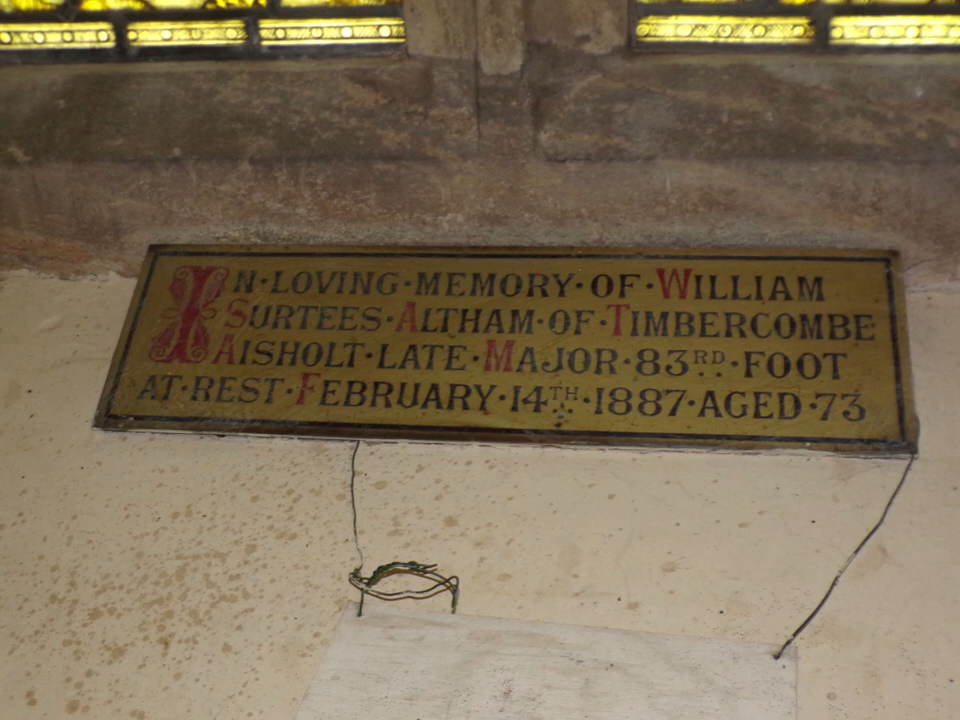 IN·LOVING·MEMORY·OF·WILLIAM
SURTEES·ALTHAM·OF·TIMBERCOMBE
AISHOLT·LATE·MAJOR·83RD·FOOT
AT·REST·FEBRUARY·14TH·1887·AGED·73